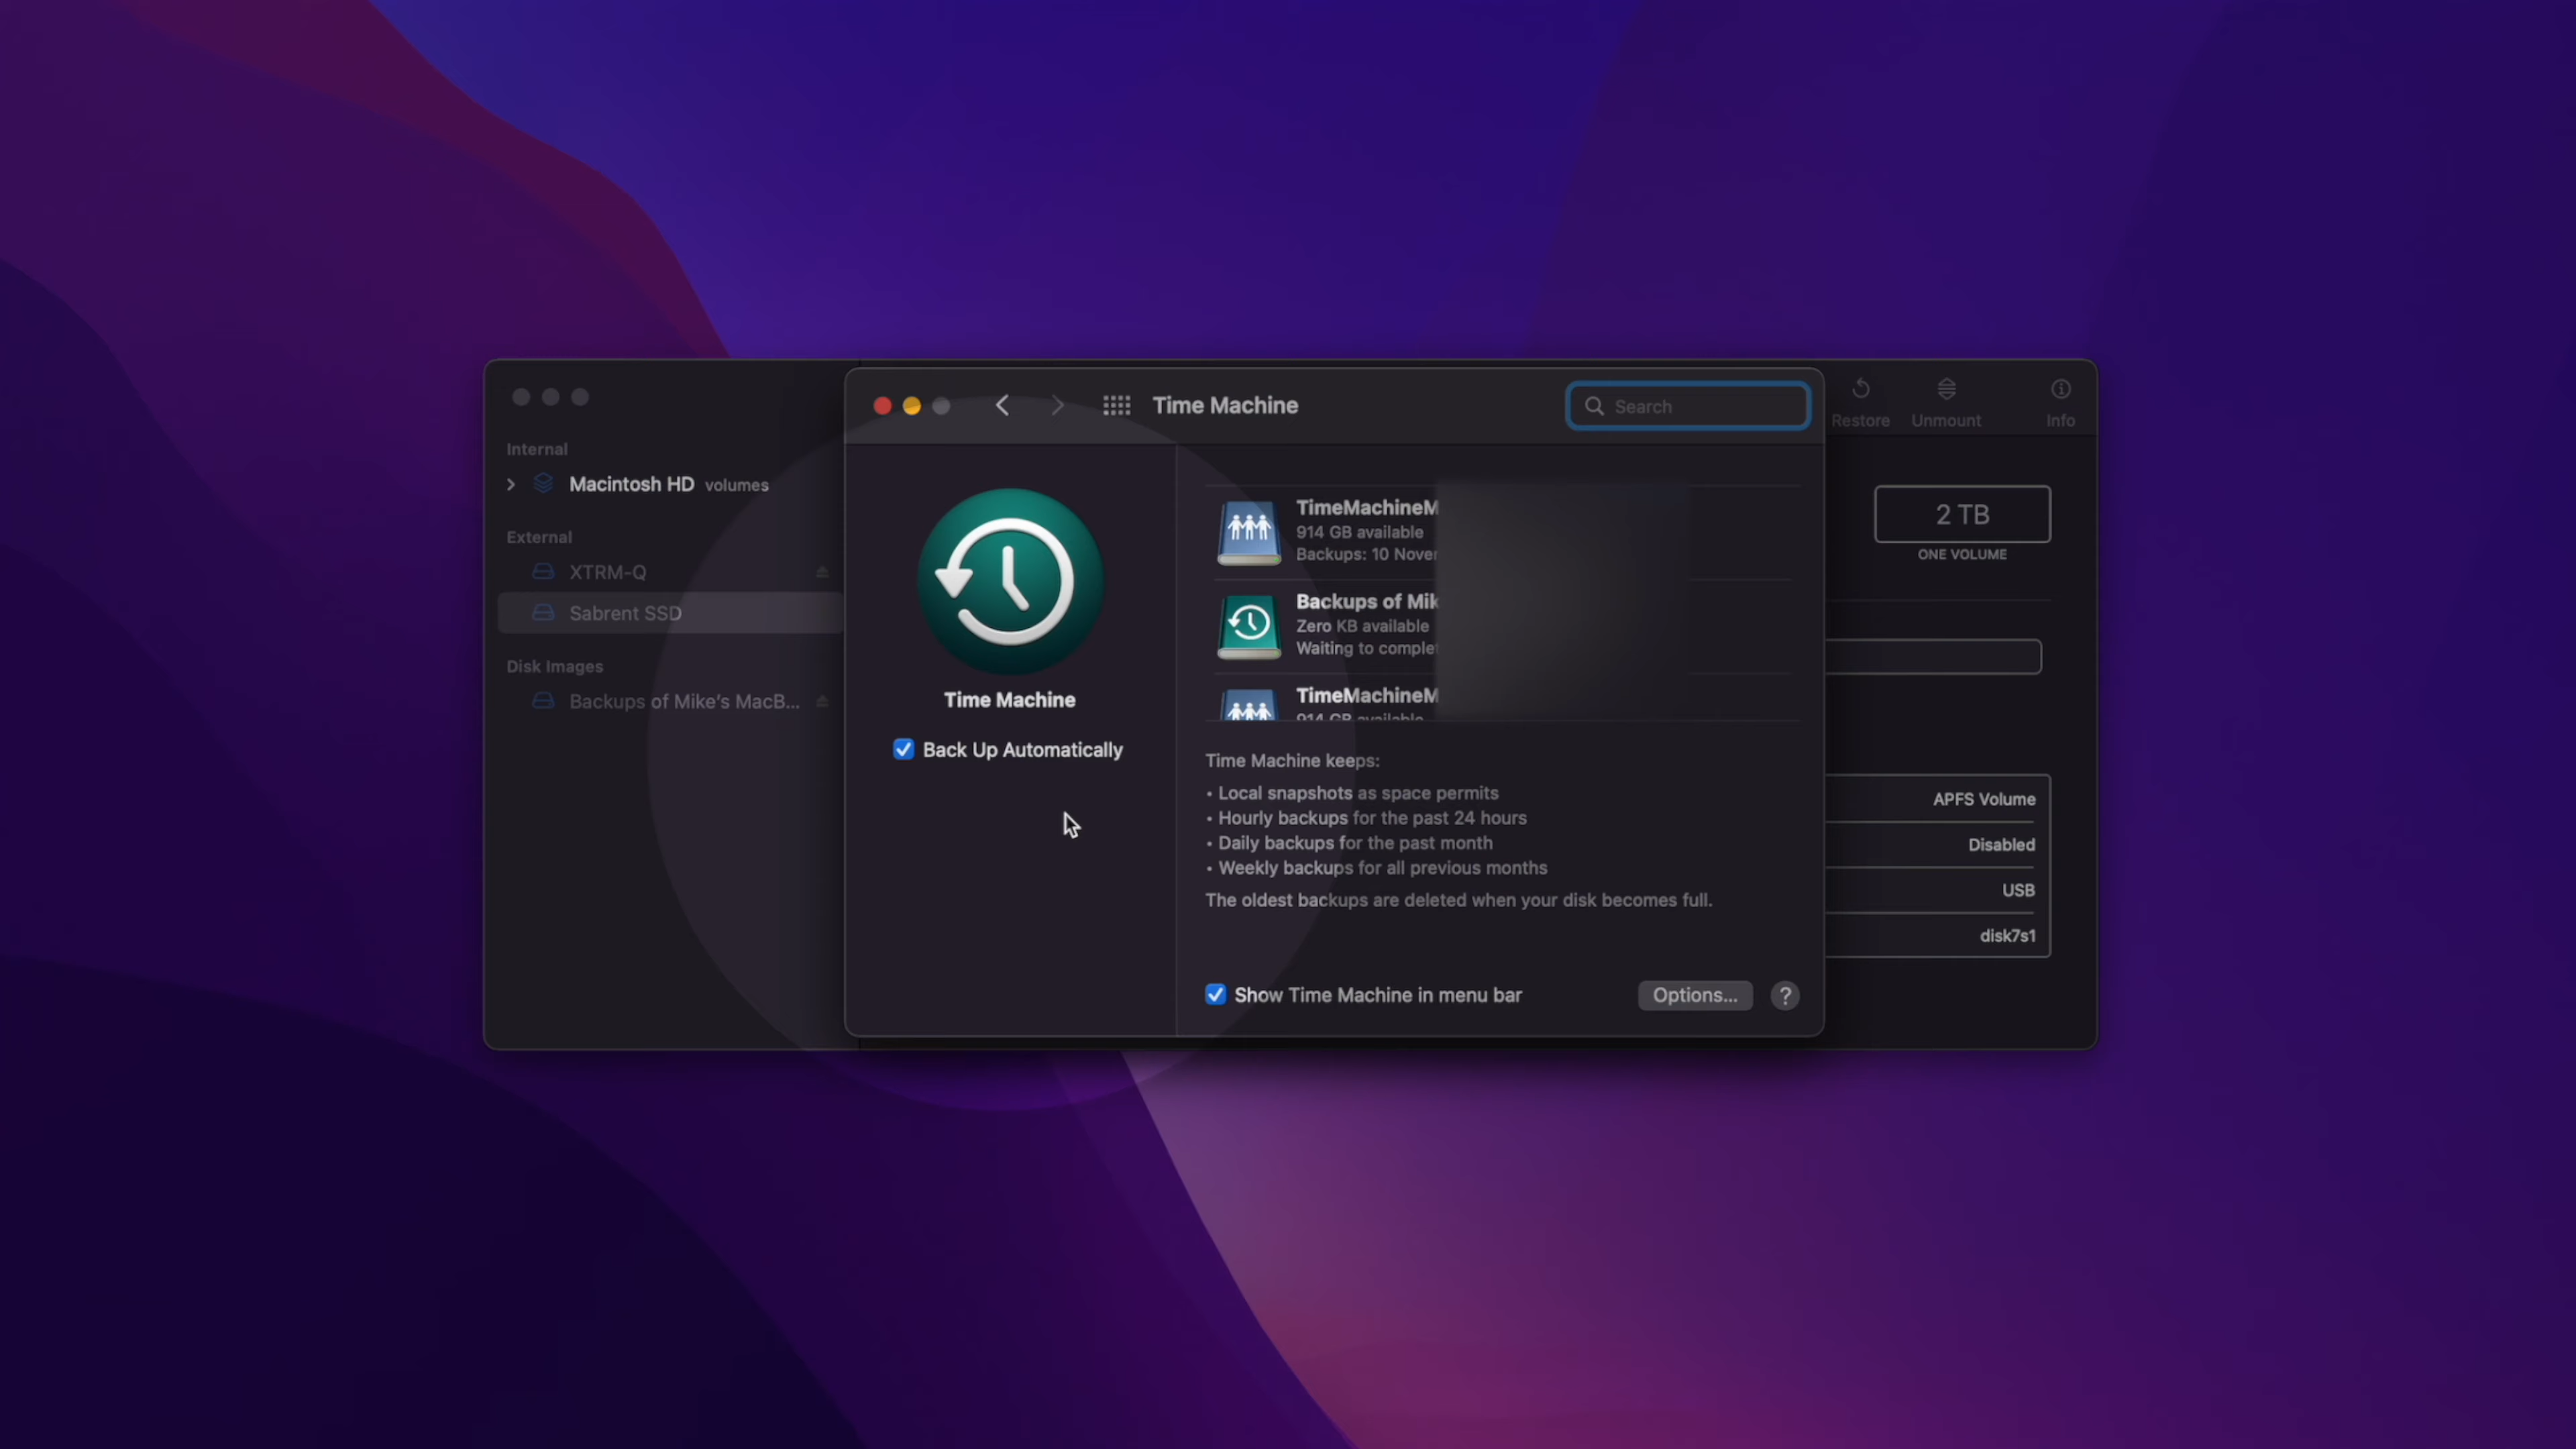 Internal
Macintosh HD volumes
External
XTRM-Q
Sabrent SSD
Disk Images
Backups of Mike's MacB...
Time Machine
Search
Time Machine
Back Up Automatically
TimeMachineM
914 GB available
Backups: 10 Nover
Backups of Mik
Zero KB available
Waiting to complet
TimeMachineM
914 GB available
Time Machine keeps:
• Local snapshots as space permits
• Hourly backups for the past 24 hours
• Daily backups for the past month
• Weekly backups for all previous months
The oldest backups are deleted when your disk becomes full.
Show Time Machine in menu bar
Options...
?
Restore
Unmount
Info
2 TB
ONE VOLUME
APFS Volume
Disabled
USB
disk7s1